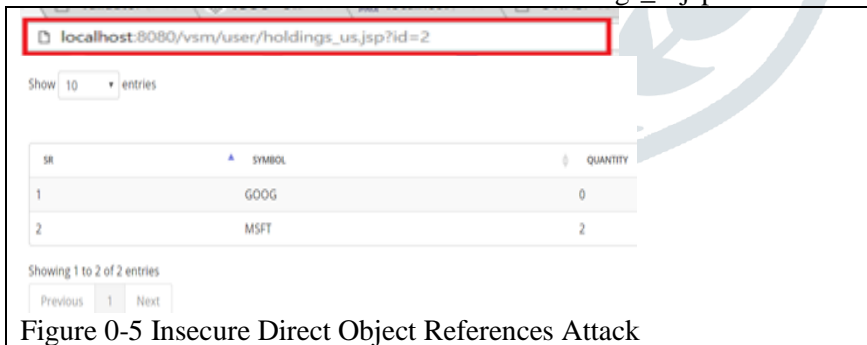 localhost:8080/vsm/user/holdings_us.jsp?id=2
Show 10 entries
SR SYMBOL QUANTITY
1 GOOG 0
2 MSFT 2
Showing 1 to 2 of 2 entries
Previous 1 Next
Figure 0-5 Insecure Direct Object References Attack